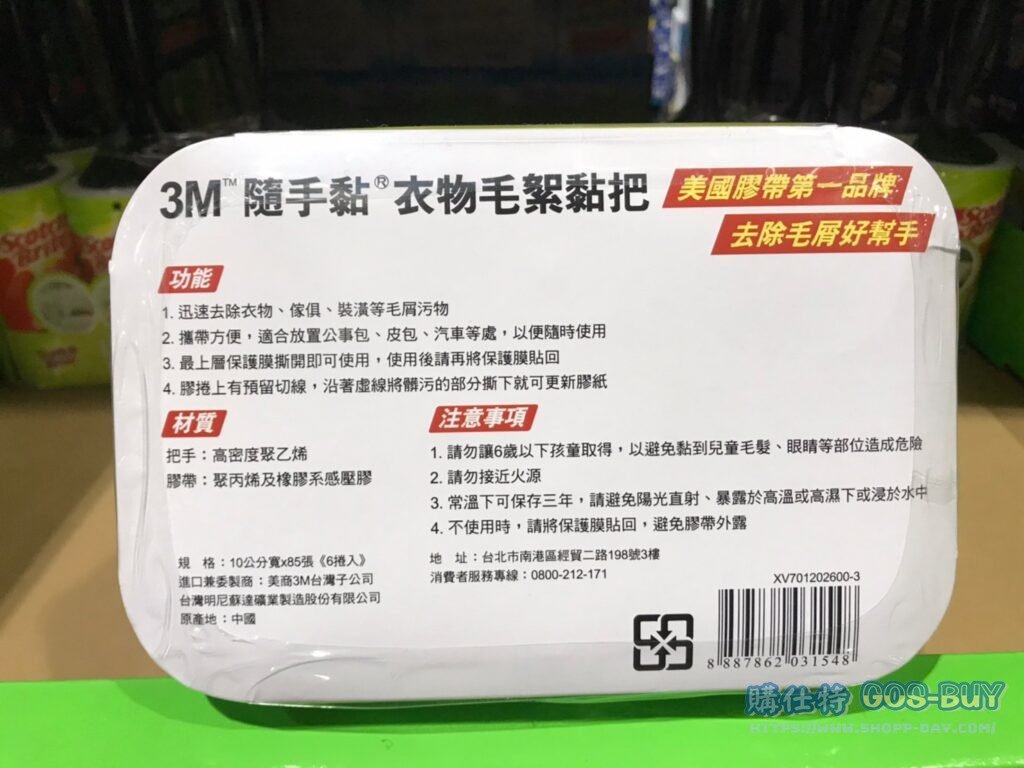 3M™ 隨手黏® 衣物毛絮黏把
美國膠帶第一品牌
去除毛屑好幫手
功能
1. 迅速去除衣物、傢俱、裝潢等毛屑污物
2. 攜帶方便，適合放置公事包、皮包、汽車等處，以便隨時使用
3. 最上層保護膜撕開即可使用，使用後請再將保護膜貼回
4. 膠捲上有預留切線，沿著虛線將髒污的部分撕下就可更新膠紙
材質
把手：高密度聚乙烯
膠帶：聚丙烯及橡膠系感壓膠
注意事項
1. 請勿讓6歲以下孩童取得，以避免黏到兒童毛髮、眼睛等部位造成危險
2. 請勿接近火源
3. 常溫下可保存三年，請避免陽光直射、暴露於高溫或高濕下或浸於水中
4. 不使用時，請將保護膜貼回，避免膠帶外露
規 格：10公分寬x85張《6捲入》
進口兼委製商：美商3M台灣子公司
台灣明尼蘇達礦業製造股份有限公司
原產地：中國
地 址：台北市南港區經貿二路198號3樓
消費者服務專線：0800-212-171
XV701202600-3
8 887862 031548
Scotch
Brite
購仕特 GOS-BUY
HTTPS://WWW.SHOPP-DAY.COM/